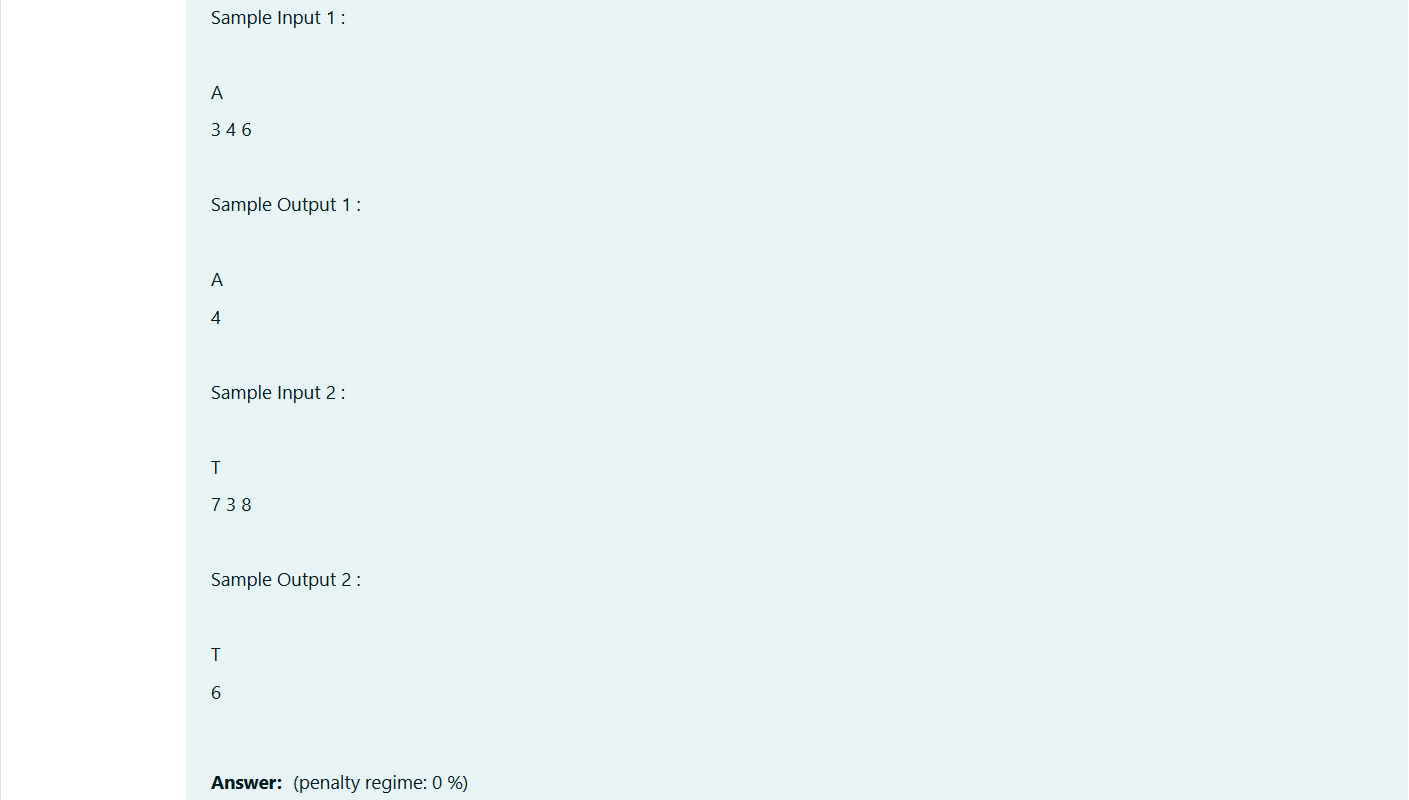 Sample Input 1 :
A
3 4 6
Sample Output 1 :
A
4
Sample Input 2 :
T
7 3 8
Sample Output 2 :
T
6
Answer: (penalty regime: 0 %)